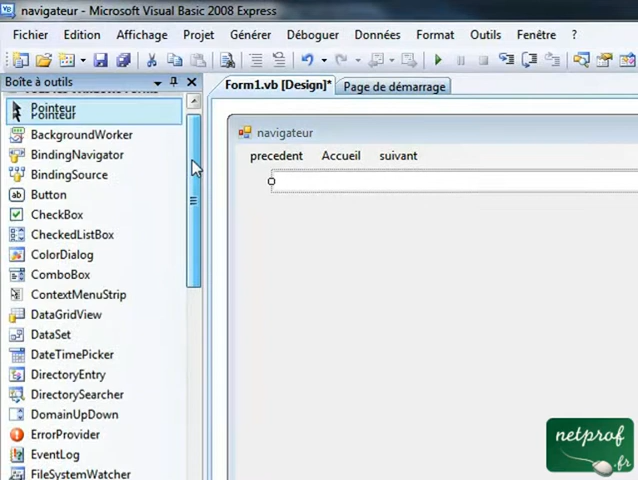 navigateur - Microsoft Visual Basic 2008 Express
Fichier Edition Affichage Projet Générer Déboguer Données Format Outils Fenêtre ?
Boîte à outils
Form1.vb [Design]* Page de démarrage
Pointeur
navigateur
BackgroundWorker
BindingNavigator
precedent Accueil suivant
BindingSource
Button
CheckBox
CheckedListBox
ColorDialog
ComboBox
ContextMenuStrip
DataGridView
DataSet
DateTimePicker
DirectoryEntry
DirectorySearcher
DomainUpDown
ErrorProvider
EventLog
FileSystemWatcher
netprof
.fr